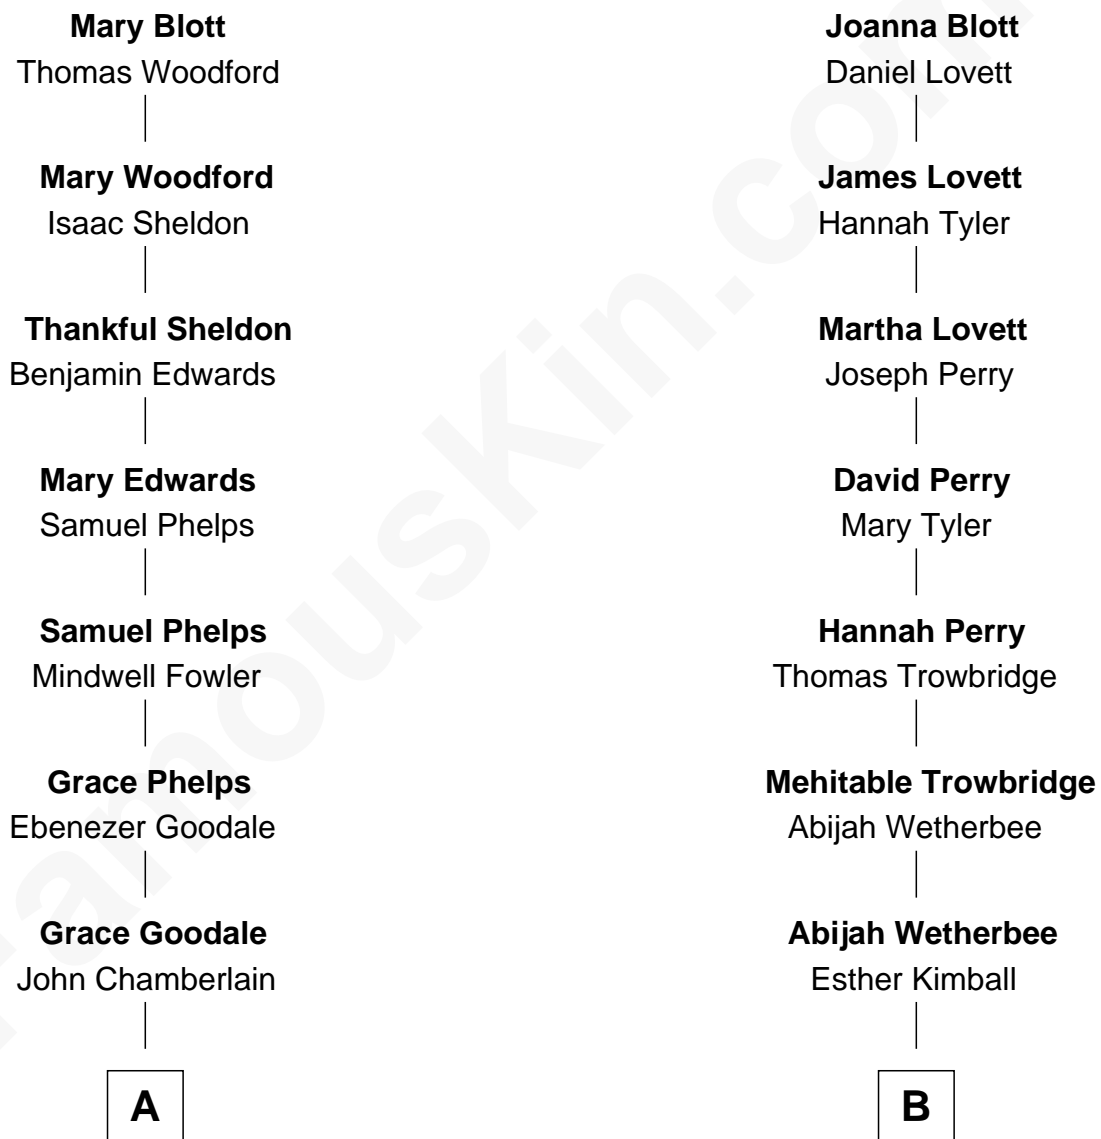 Mary Blott
Thomas Woodford
Mary Woodford
Isaac Sheldon
Thankful Sheldon
Benjamin Edwards
Mary Edwards
Samuel Phelps
Samuel Phelps
Mindwell Fowler
Grace Phelps
Ebenezer Goodale
Grace Goodale
John Chamberlain
A
Joanna Blott
Daniel Lovett
James Lovett
Hannah Tyler
Martha Lovett
Joseph Perry
David Perry
Mary Tyler
Hannah Perry
Thomas Trowbridge
Mehitable Trowbridge
Abijah Wetherbee
Abijah Wetherbee
Esther Kimball
B
FamousKin.com